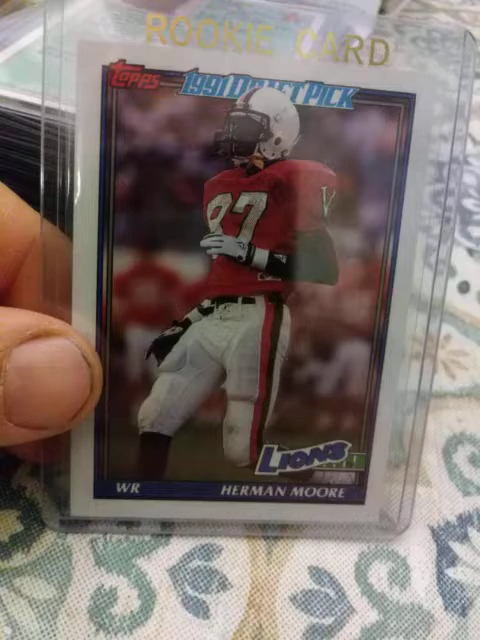 ROOKIE CARD
TOPPS
1991 DRAFT PICK
87
V
LIONS
WR HERMAN MOORE